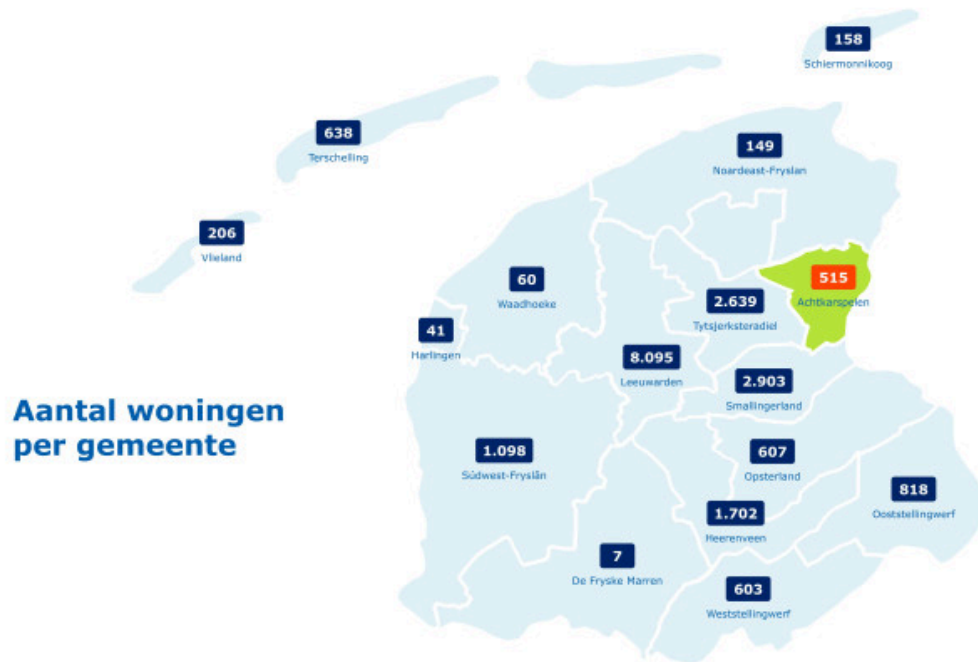 158
Schiermonnikoog
638
Terschelling
149
Noardeast-Fryslan
206
Vlieland
60
Waadhoeke
515
Achtkarspelen
2.639
Tytsjerksteradiel
41
Harlingen
8.095
Leeuwarden
2.903
Smallingerland
Aantal woningen
per gemeente
1.098
Súdwest-Fryslân
607
Opsterland
818
Ooststellingwerf
1.702
Heerenveen
7
De Fryske Marren
603
Weststellingwerf